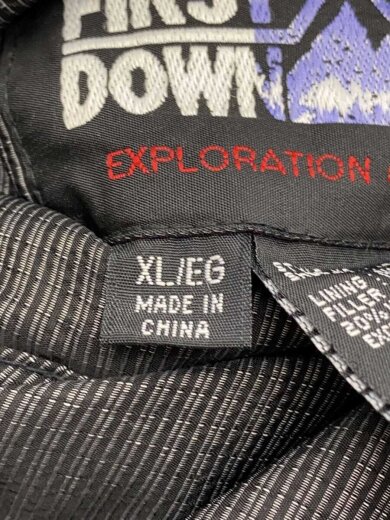 FIRST
DOWN
EXPLORATION
XL/EG
MADE IN
CHINA
LINING
FILLER
20%